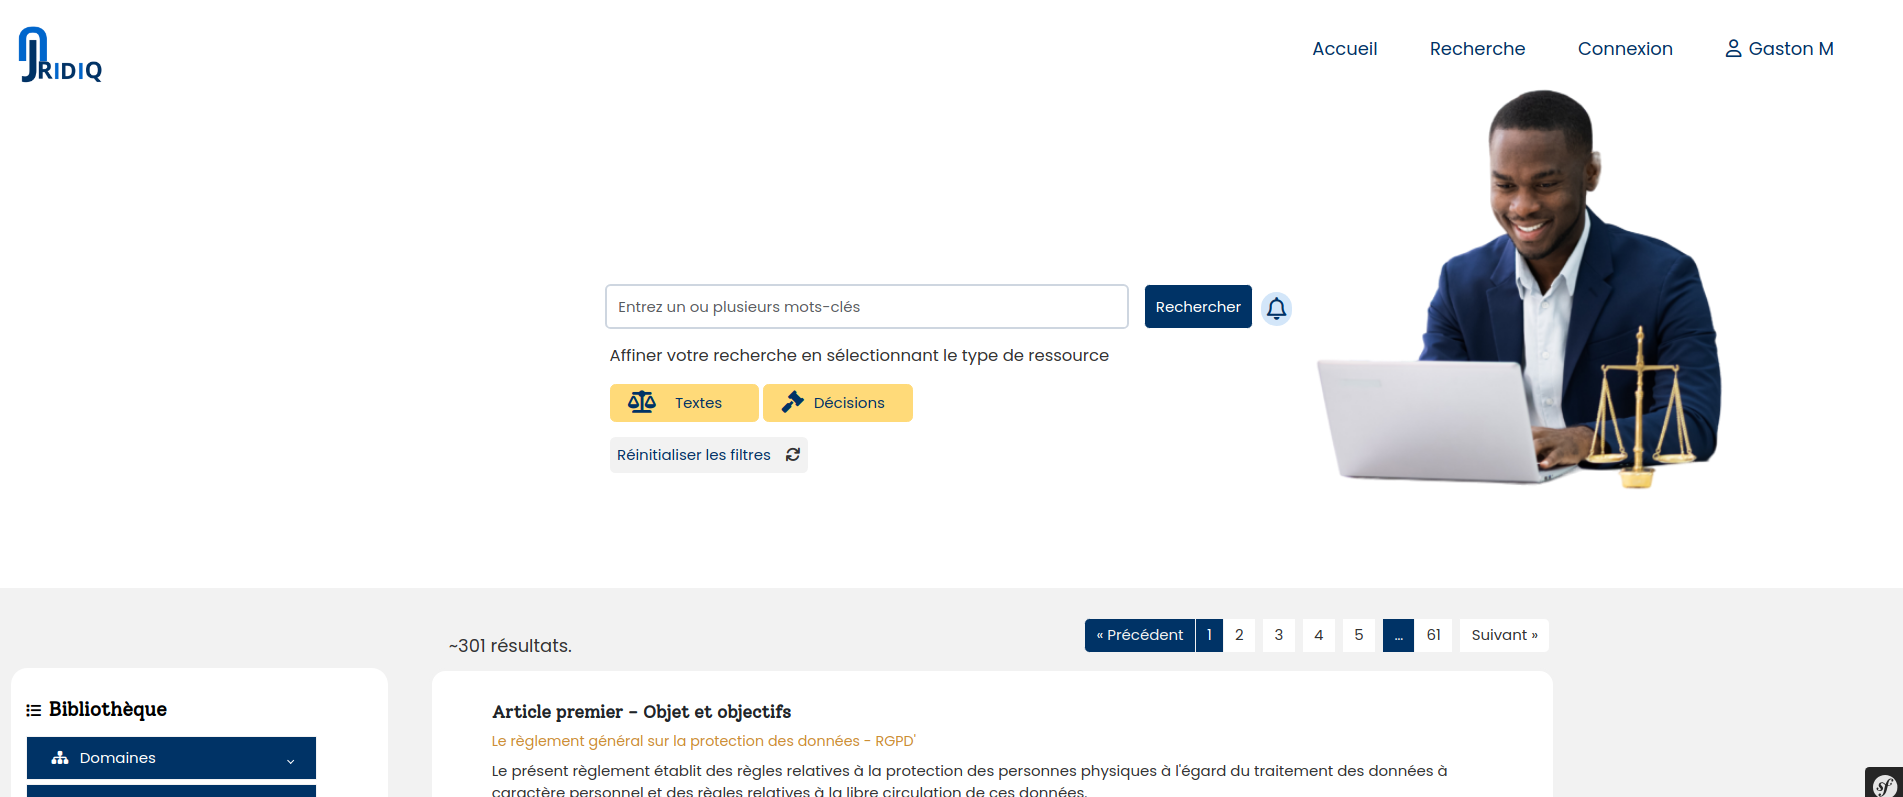 JRIDIQ
Accueil
Recherche
Connexion
Gaston M
Entrez un ou plusieurs mots-clés
Rechercher
Affiner votre recherche en sélectionnant le type de ressource
Textes
Décisions
Réinitialiser les filtres
~301 résultats.
« Précédent 1 2 3 4 5 ... 61 Suivant »
Bibliothèque
Domaines
Article premier - Objet et objectifs
Le règlement général sur la protection des données - RGPD'
Le présent règlement établit des règles relatives à la protection des personnes physiques à l'égard du traitement des données à
caractère personnel et des règles relatives à la libre circulation de ces données.
sf